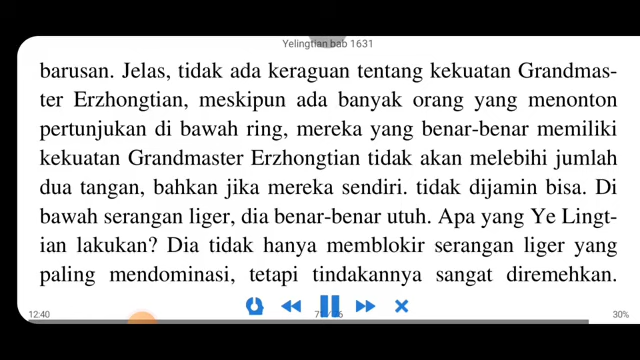 Yelingtian bab 1631
barusan. Jelas, tidak ada keraguan tentang kekuatan Grandmas-
ter Erzhongtian, meskipun ada banyak orang yang menonton
pertunjukan di bawah ring, mereka yang benar-benar memiliki
kekuatan Grandmaster Erzhongtian tidak akan melebihi jumlah
dua tangan, bahkan jika mereka sendiri. tidak dijamin bisa. Di
bawah serangan liger, dia benar-benar utuh. Apa yang Ye Lingt-
ian lakukan? Dia tidak hanya memblokir serangan liger yang
paling mendominasi, tetapi tindakannya sangat diremehkan.
12:40
30%